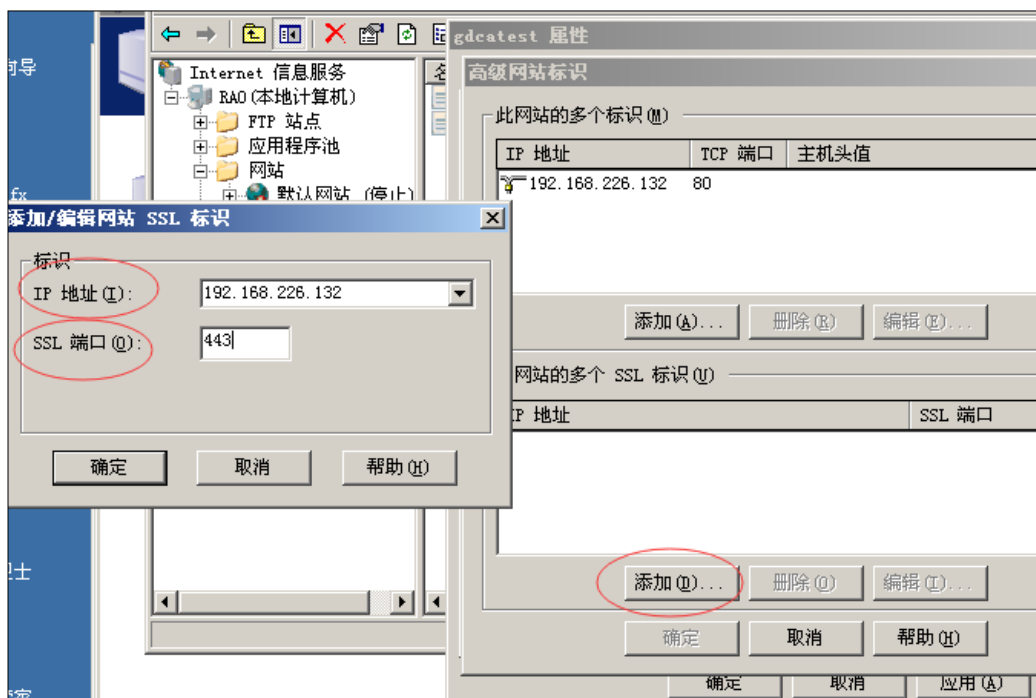 gdcatest 属性
高级网站标识
Internet 信息服务
RAO(本地计算机)
FTP 站点
应用程序池
网站
默认网站 (停止)
此网站的多个标识(M)
IP 地址
TCP 端口
主机头值
192.168.226.132
80
添加(A)...
删除(R)
编辑(E)...
添加/编辑网站 SSL 标识
标识
IP 地址(I):
192.168.226.132
SSL 端口(O):
443
确定
取消
帮助(H)
网站的多个 SSL 标识(U)
IP 地址
SSL 端口
添加(D)...
删除(O)
编辑(I)...
确定
取消
帮助(H)
确定
取消
应用(A)
向导
.fx
士